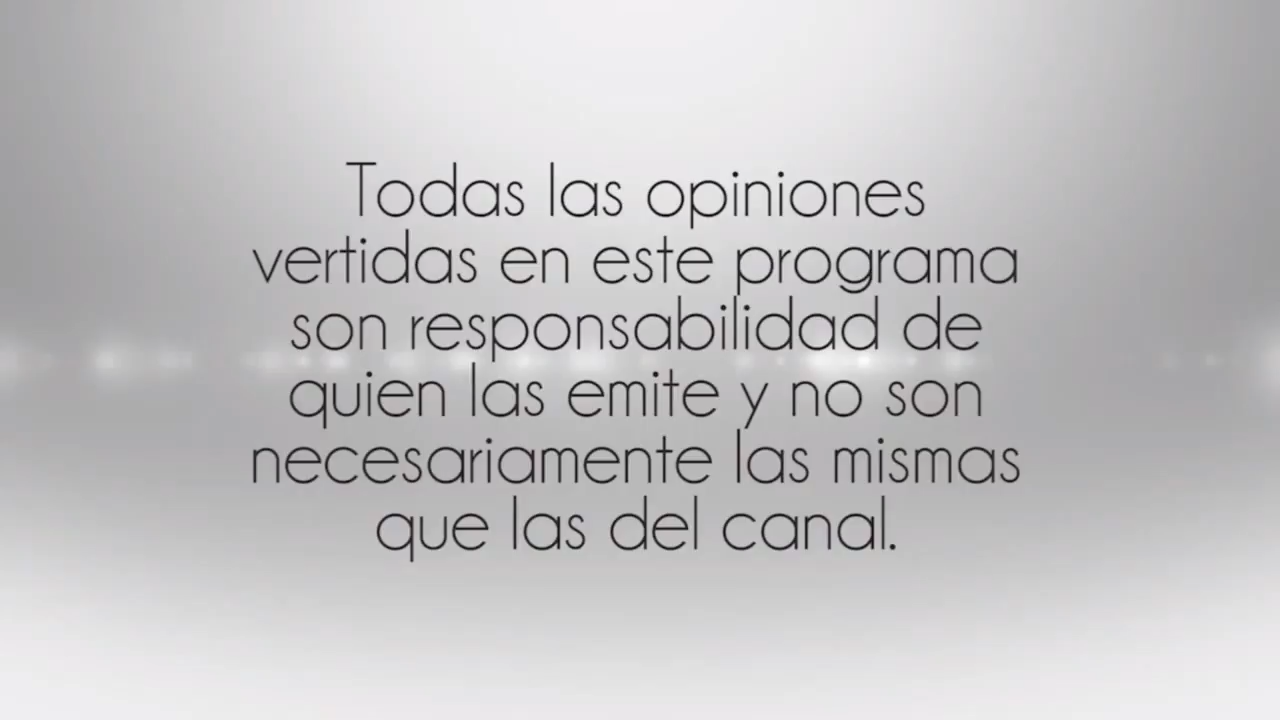 Todas las opiniones
vertidas en este programa
son responsabilidad de
quien las emite y no son
necesariamente las mismas
que las del canal.